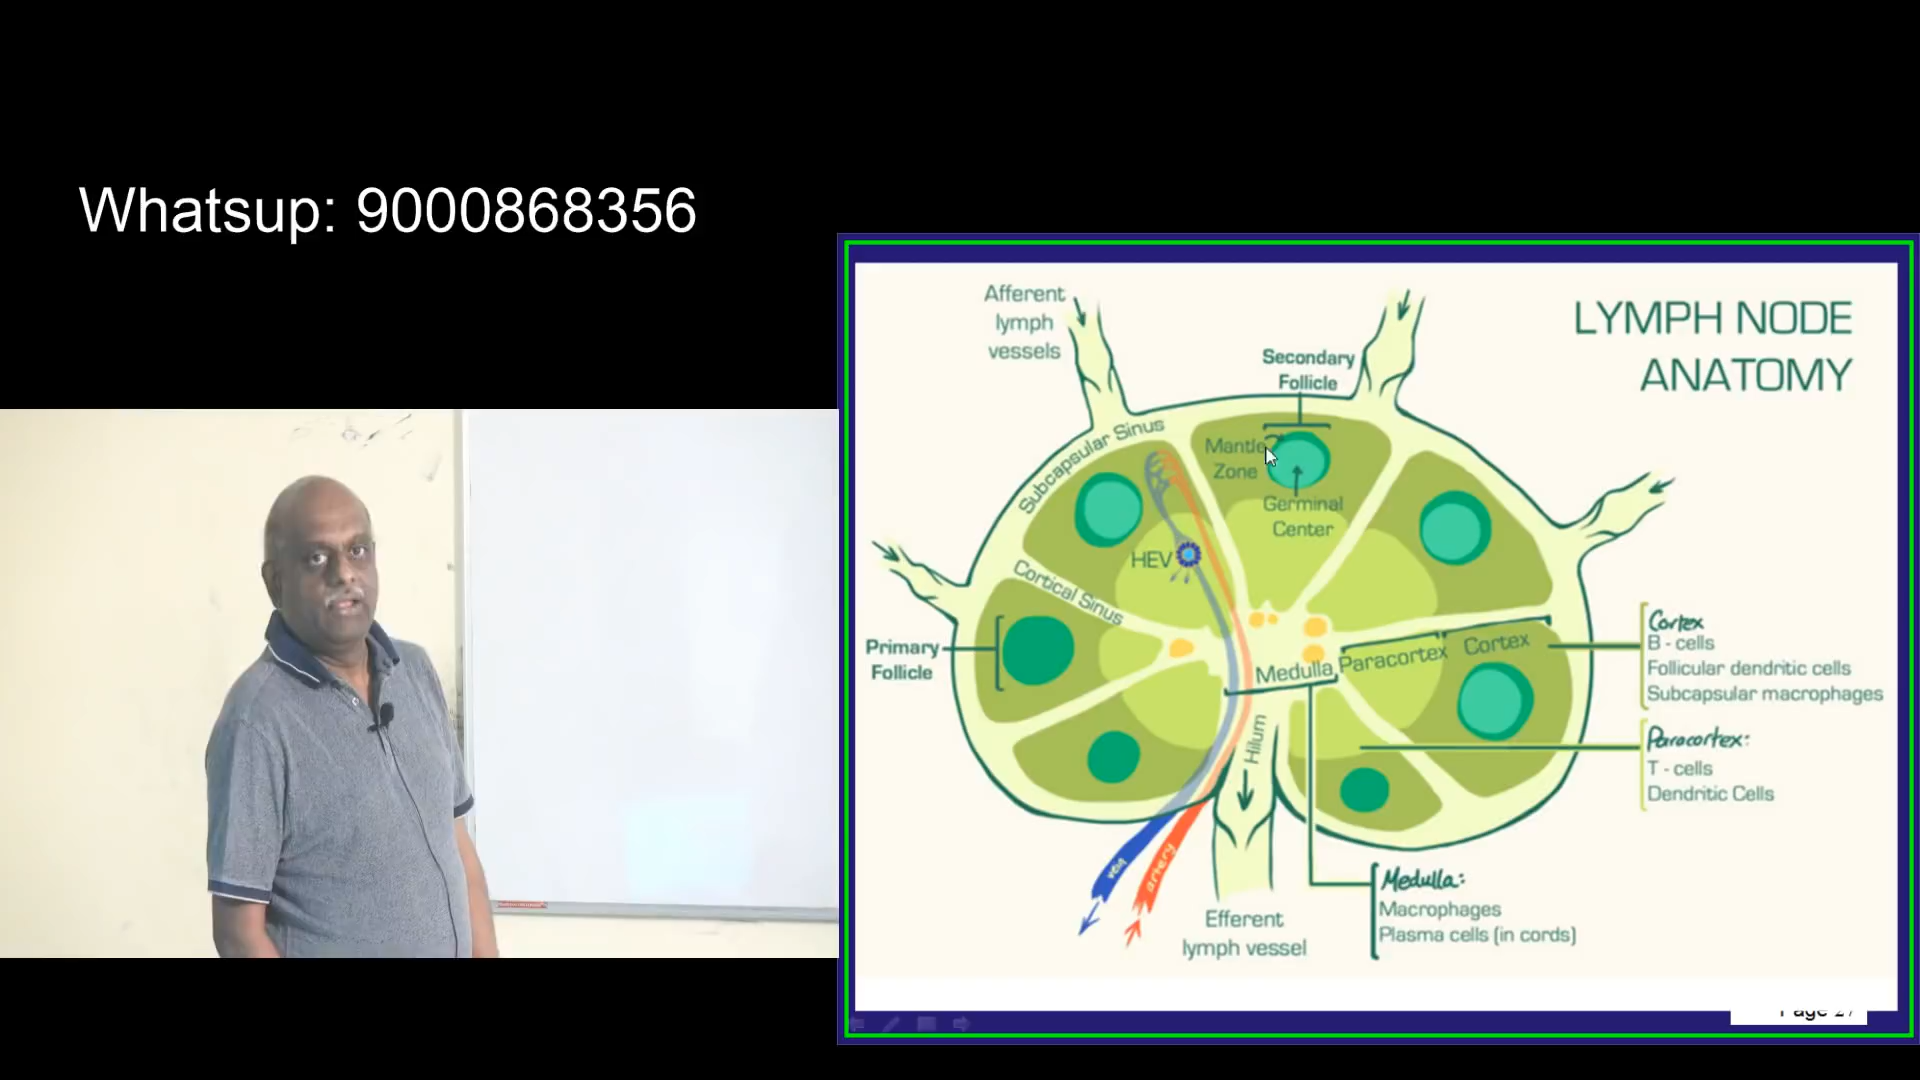 Whatsup: 9000868356
LYMPH NODE
ANATOMY
Afferent
lymph
vessels
Secondary
Follicle
Subcapsular Sinus
Mantle
Zone
Germinal
Center
HEV
Cortical Sinus
Primary
Follicle
Medulla
Paracortex
Cortex
Hilum
Cortex
B - cells
Follicular dendritic cells
Subcapsular macrophages
Paracortex:
T - cells
Dendritic Cells
vein
artery
Medulla:
Macrophages
Plasma cells (in cords)
Efferent
lymph vessel
Page 27